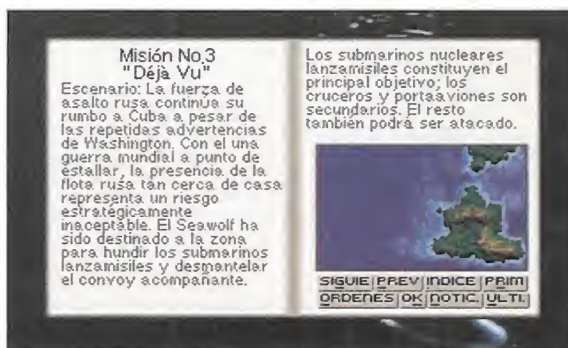 Misión No.3
"Déjà Vu"
Escenario: La fuerza de
asalto rusa continúa su
rumbo a Cuba a pesar de
las repetidas advertencias
de Washington. Con el una
guerra mundial a punto de
estallar, la presencia de la
flota rusa tan cerca de casa
representa un riesgo
estratégicamente
inaceptable. El Seawolf ha
sido destinado a la zona
para hundir los submarinos
lanzamisiles y desmantelar
el convoy acompañante.
Los submarinos nucleares
lanzamisiles constituyen el
principal objetivo; los
cruceros y portaaviones son
secundarios. El resto
también podrá ser atacado.
SIGUIE PREV INDICE PRIM
ORDENES OK NOTIC. ULTI.